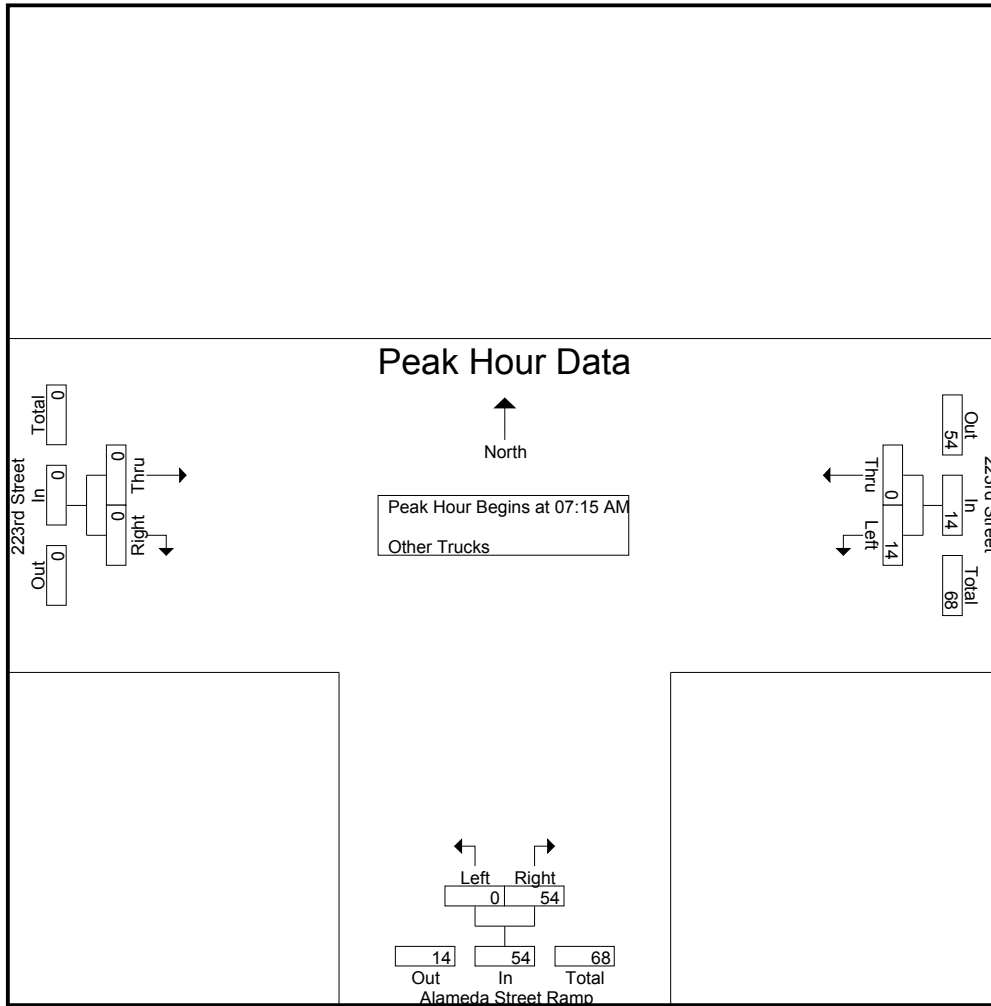 Peak Hour Data
North
Peak Hour Begins at 07:15 AM
Other Trucks
223rd Street
Total
0
In
0
Out
0
Thru
0
Right
0
223rd Street
Out
54
In
14
Total
68
Thru
0
Left
14
Left Right
0 54
14 54 68
Out In Total
Alameda Street Ramp